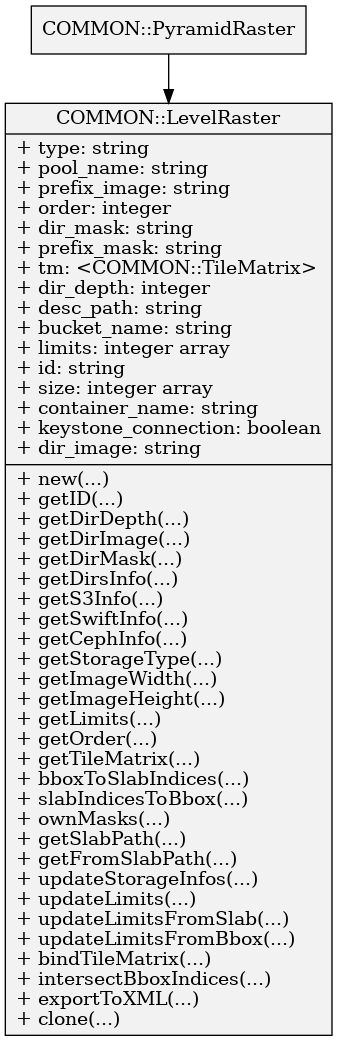 COMMON::PyramidRaster
COMMON::LevelRaster
+ type: string
+ pool_name: string
+ prefix_image: string
+ order: integer
+ dir_mask: string
+ prefix_mask: string
+ tm: <COMMON::TileMatrix>
+ dir_depth: integer
+ desc_path: string
+ bucket_name: string
+ limits: integer array
+ id: string
+ size: integer array
+ container_name: string
+ keystone_connection: boolean
+ dir_image: string
+ new(...)
+ getID(...)
+ getDirDepth(...)
+ getDirImage(...)
+ getDirMask(...)
+ getDirsInfo(...)
+ getS3Info(...)
+ getSwiftInfo(...)
+ getCephInfo(...)
+ getStorageType(...)
+ getImageWidth(...)
+ getImageHeight(...)
+ getLimits(...)
+ getOrder(...)
+ getTileMatrix(...)
+ bboxToSlabIndices(...)
+ slabIndicesToBbox(...)
+ ownMasks(...)
+ getSlabPath(...)
+ getFromSlabPath(...)
+ updateStorageInfos(...)
+ updateLimits(...)
+ updateLimitsFromSlab(...)
+ updateLimitsFromBbox(...)
+ bindTileMatrix(...)
+ intersectBboxIndices(...)
+ exportToXML(...)
+ clone(...)